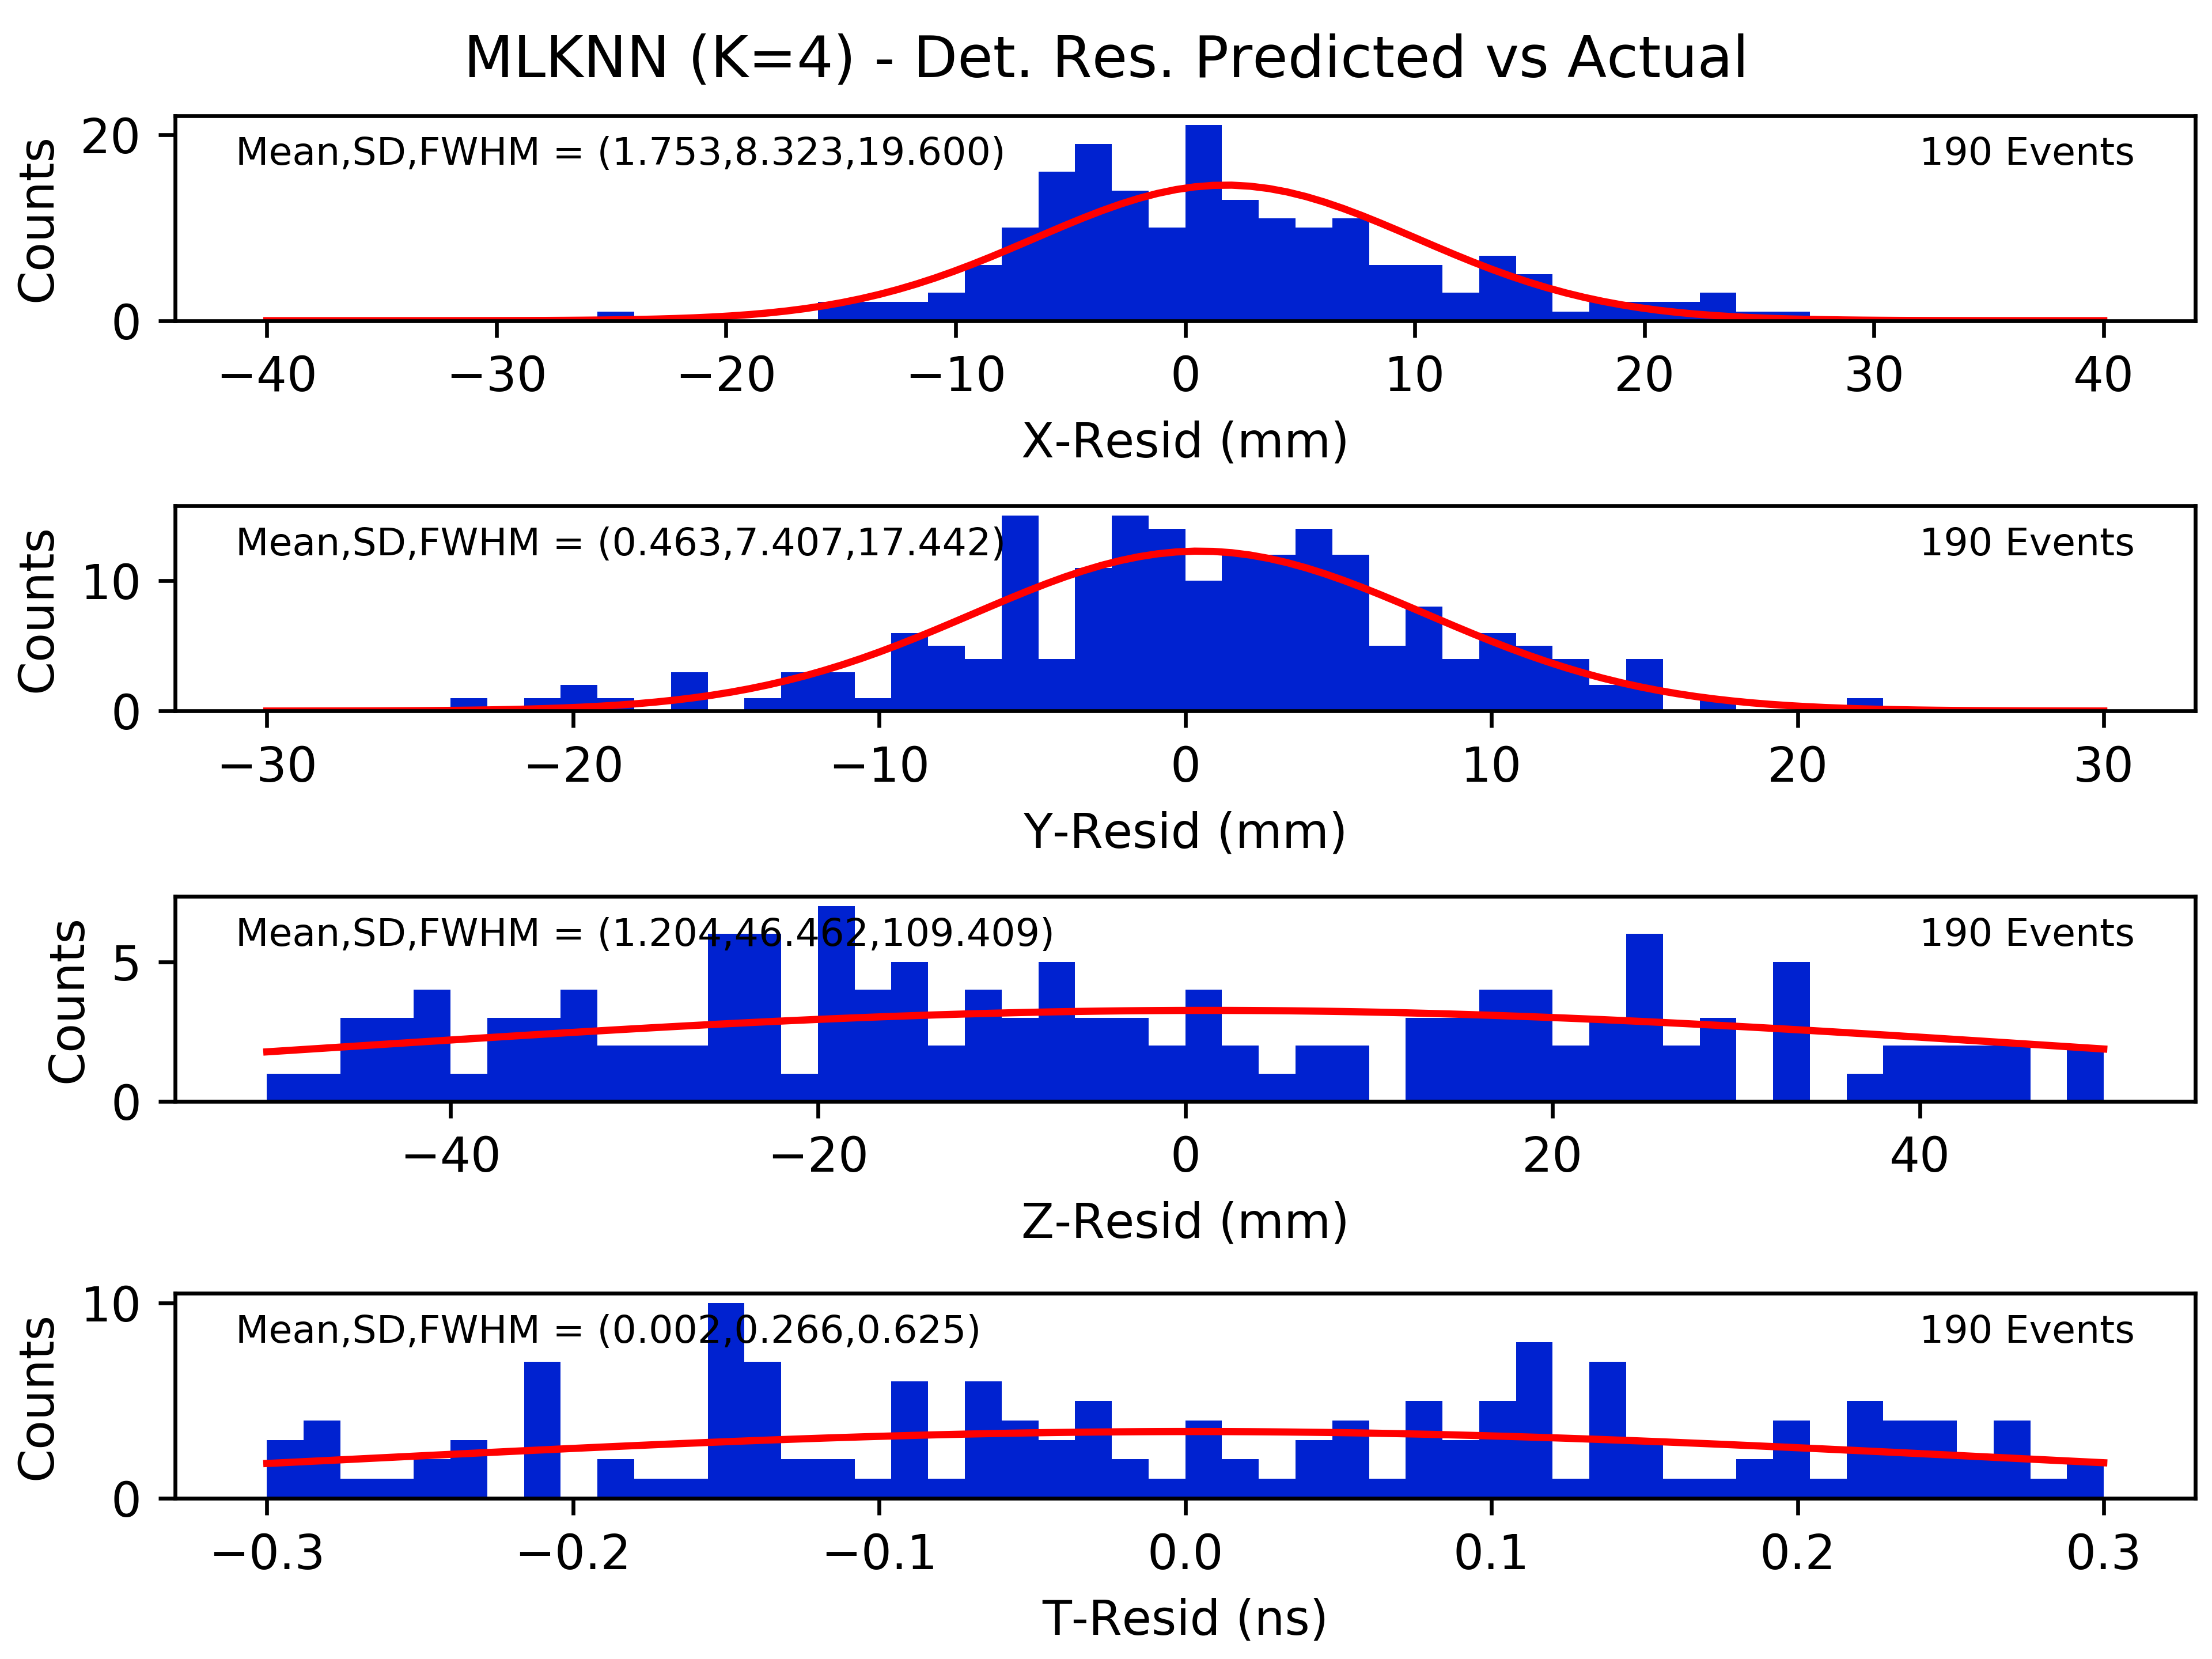 MLKNN (K=4) - Det. Res. Predicted vs Actual
Mean,SD,FWHM = (1.753,8.323,19.600)
190 Events
Counts
20
0
−40 −30 −20 −10 0 10 20 30 40
X-Resid (mm)
Mean,SD,FWHM = (0.463,7.407,17.442)
190 Events
Counts
10
0
−30 −20 −10 0 10 20 30
Y-Resid (mm)
Mean,SD,FWHM = (1.204,46.462,109.409)
190 Events
Counts
5
0
−40 −20 0 20 40
Z-Resid (mm)
Mean,SD,FWHM = (0.002,0.266,0.625)
190 Events
Counts
10
0
−0.3 −0.2 −0.1 0.0 0.1 0.2 0.3
T-Resid (ns)